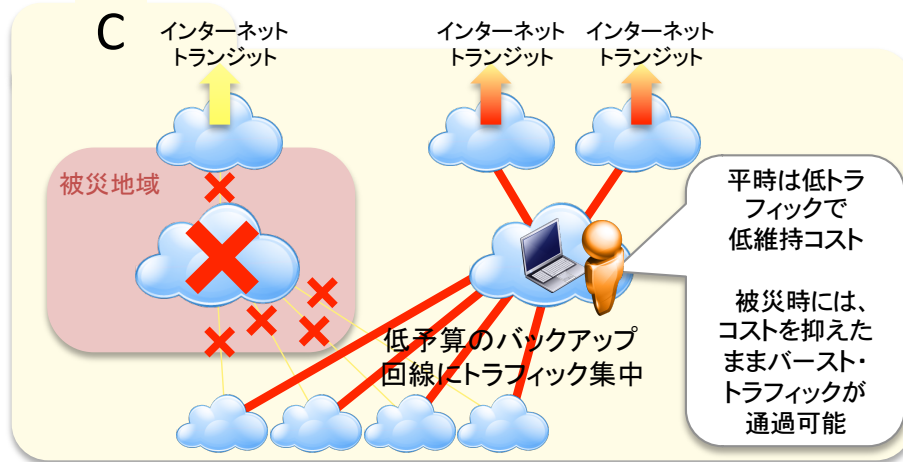 C
インターネット
トランジット
インターネット
トランジット
インターネット
トランジット
被災地域
平時は低トラ
フィックで
低維持コスト
被災時には、
コストを抑えた
ままバースト・
トラフィックが
通過可能
低予算のバックアップ
回線にトラフィック集中